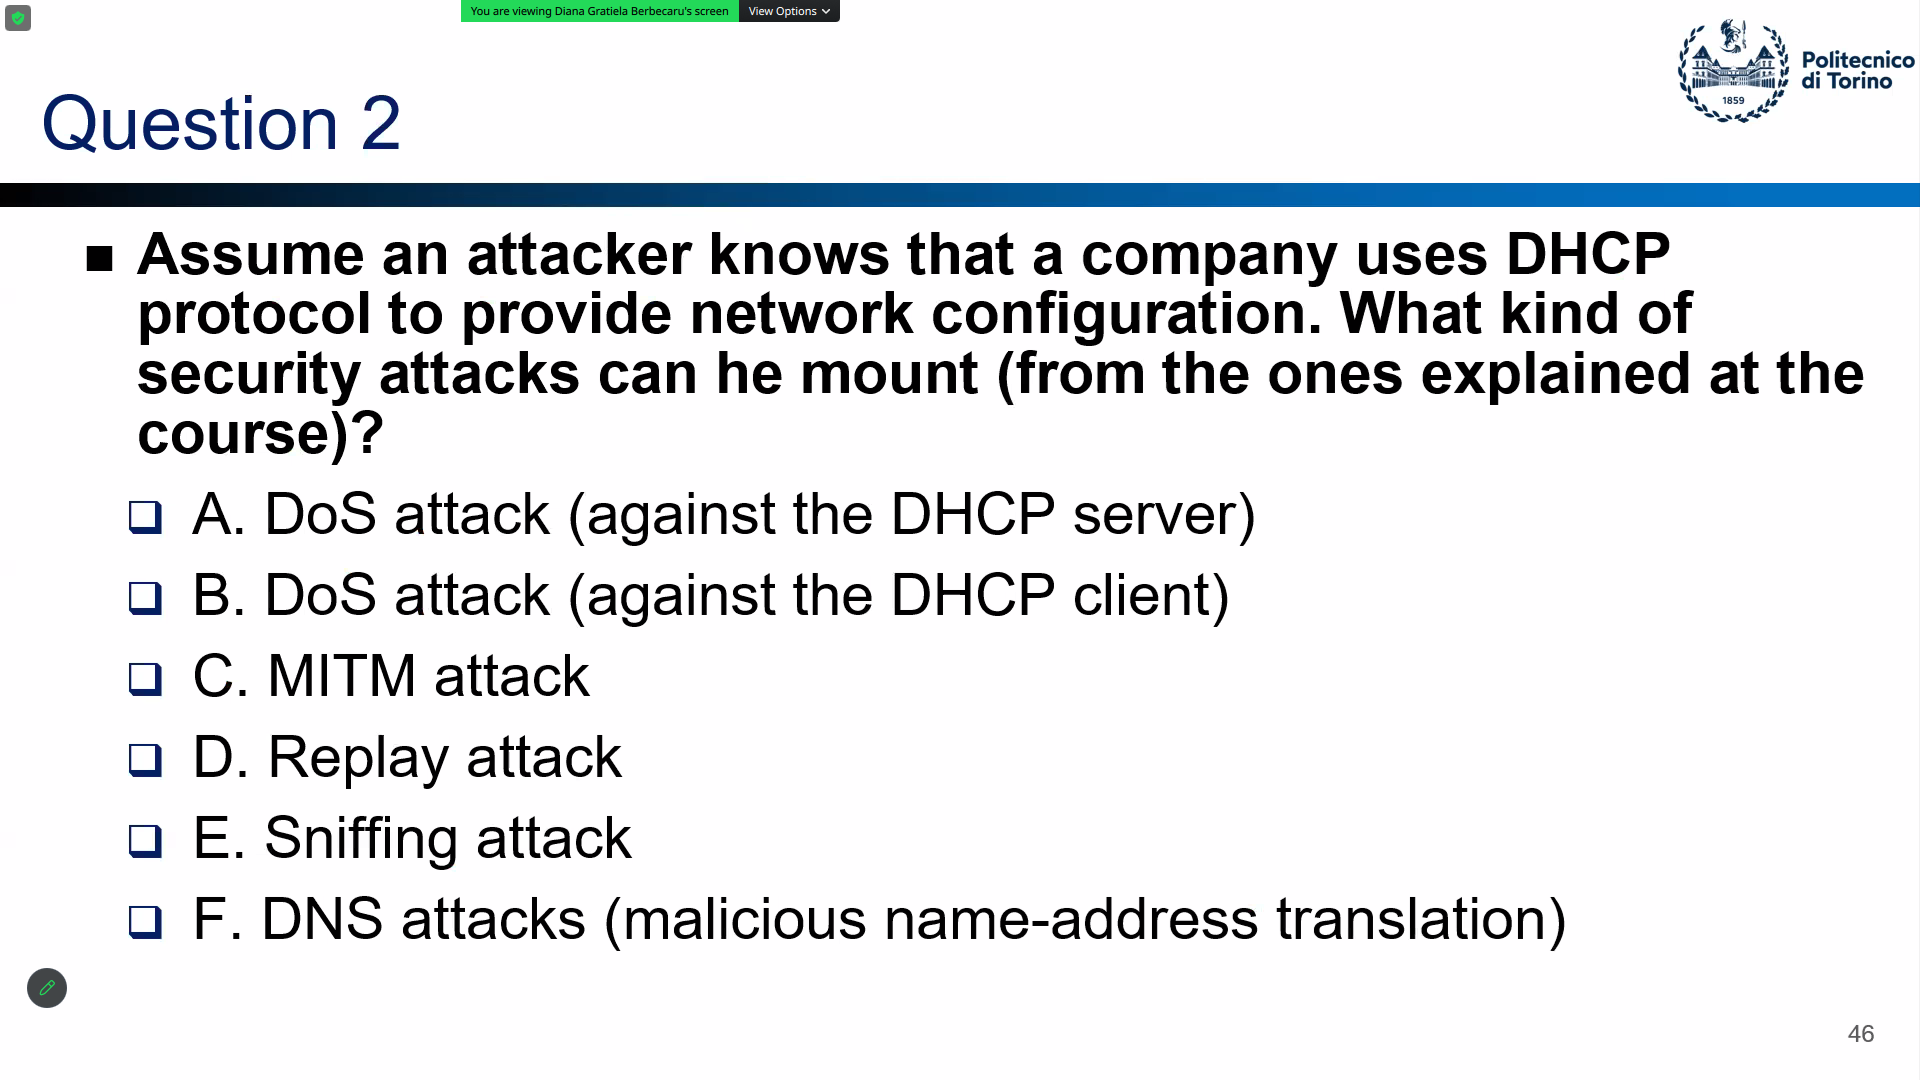 You are viewing Diana Gratiela Berbecaru's screen View Options
Politecnico
di Torino
1859
Question 2
Assume an attacker knows that a company uses DHCP
protocol to provide network configuration. What kind of
security attacks can he mount (from the ones explained at the
course)?
A. DoS attack (against the DHCP server)
B. DoS attack (against the DHCP client)
C. MITM attack
D. Replay attack
E. Sniffing attack
F. DNS attacks (malicious name-address translation)
46